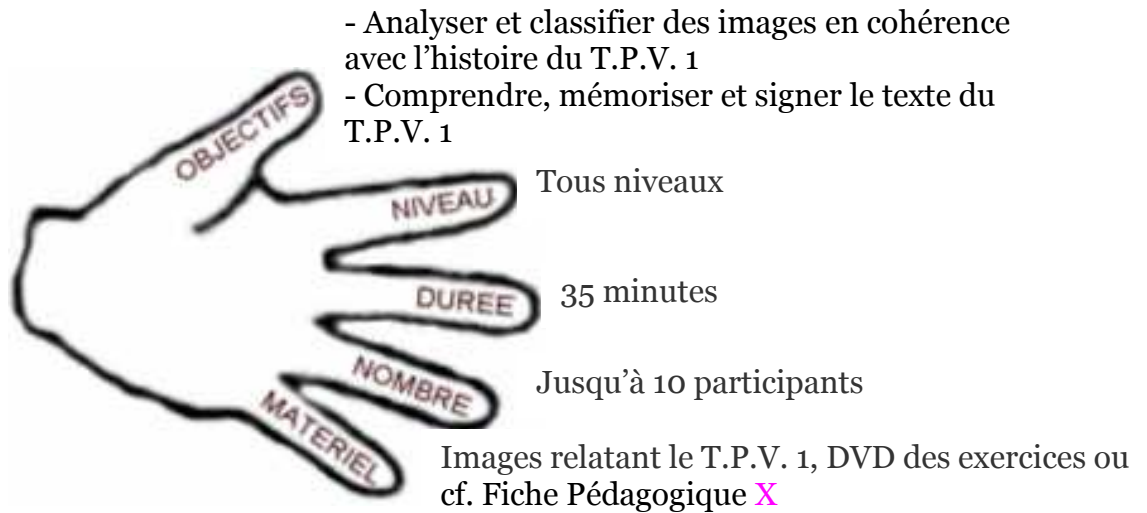 - Analyser et classifier des images en cohérence
avec l’histoire du T.P.V. 1
- Comprendre, mémoriser et signer le texte du
T.P.V. 1
OBJECTIFS
NIVEAU
Tous niveaux
DUREE
35 minutes
NOMBRE
Jusqu’à 10 participants
MATERIEL
Images relatant le T.P.V. 1, DVD des exercices ou
cf. Fiche Pédagogique X